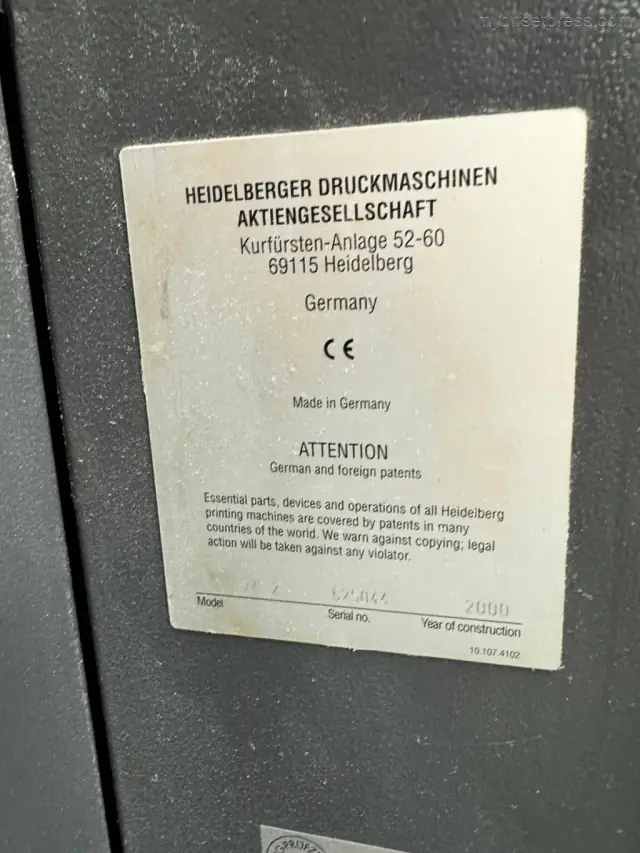 myoffsetpress.com
HEIDELBERGER DRUCKMASCHINEN
AKTIENGESELLSCHAFT
Kurfürsten-Anlage 52-60
69115 Heidelberg
Germany
CE
Made in Germany
ATTENTION
German and foreign patents
Essential parts, devices and operations of all Heidelberg
printing machines are covered by patents in many
countries of the world. We warn against copying; legal
action will be taken against any violator.
2000
Model Serial no. Year of construction
10.107.4102